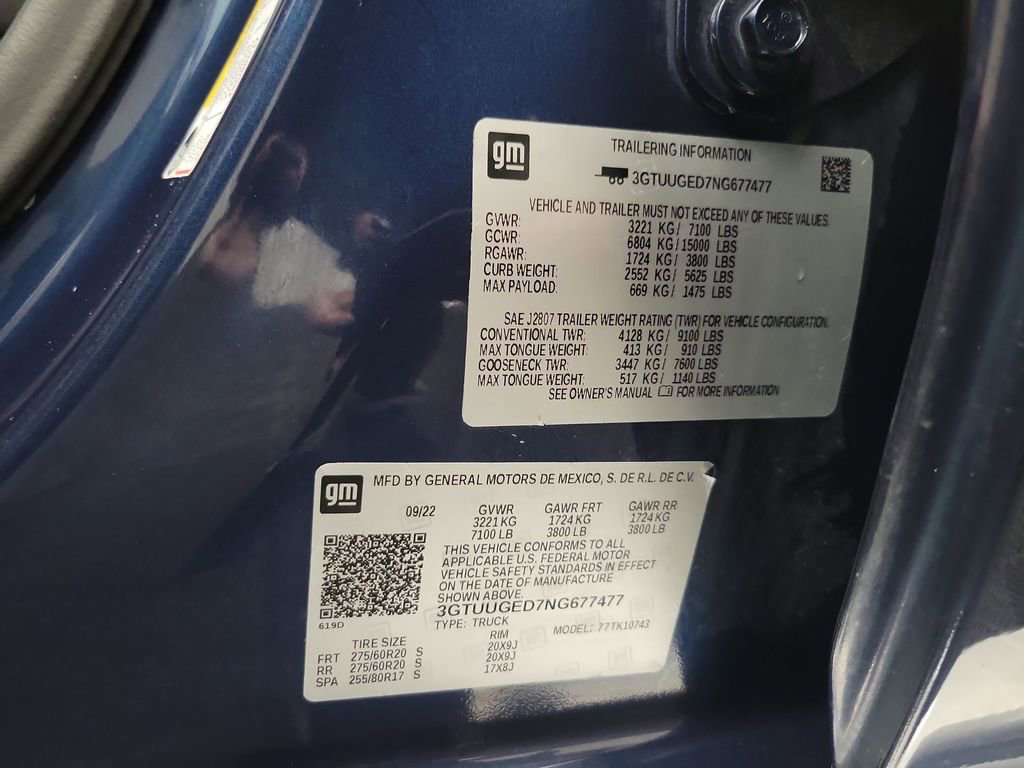 gm
TRAILERING INFORMATION
3GTUUGED7NG677477
VEHICLE AND TRAILER MUST NOT EXCEED ANY OF THESE VALUES.
GVWR: 3221 KG/ 7100 LBS
GCWR: 6804 KG/15000 LBS
RGAWR: 1724 KG/ 3800 LBS
CURB WEIGHT: 2552 KG/ 5625 LBS
MAX PAYLOAD: 669 KG/ 1475 LBS
SAE J2807 TRAILER WEIGHT RATING (TWR) FOR VEHICLE CONFIGURATION.
CONVENTIONAL TWR: 4128 KG/ 9100 LBS
MAX TONGUE WEIGHT: 413 KG/ 910 LBS
GOOSENECK TWR: 3447 KG/ 7600 LBS
MAX TONGUE WEIGHT: 517 KG/ 1140 LBS
SEE OWNER'S MANUAL FOR MORE INFORMATION
gm
MFD BY GENERAL MOTORS DE MEXICO, S. DE R.L. DE C.V.
09/22 GVWR GAWR FRT GAWR RR
3221 KG 1724 KG 1724 KG
7100 LB 3800 LB 3800 LB
THIS VEHICLE CONFORMS TO ALL
APPLICABLE U.S. FEDERAL MOTOR
VEHICLE SAFETY STANDARDS IN EFFECT
ON THE DATE OF MANUFACTURE
SHOWN ABOVE.
3GTUUGED7NG677477
619D
TYPE: TRUCK MODEL: 77TK10743
TIRE SIZE RIM
FRT 275/60R20 S 20X9J
RR 275/60R20 S 20X9J
SPA 255/80R17 S 17X8J